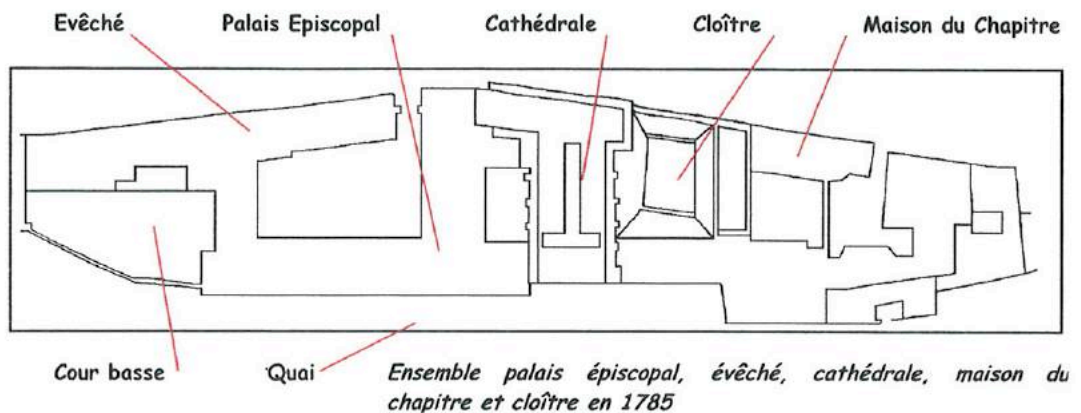 Evêché Palais Episcopal Cathédrale Cloître Maison du Chapitre
Cour basse Quai Ensemble palais épiscopal, évêché, cathédrale, maison du
chapitre et cloître en 1785